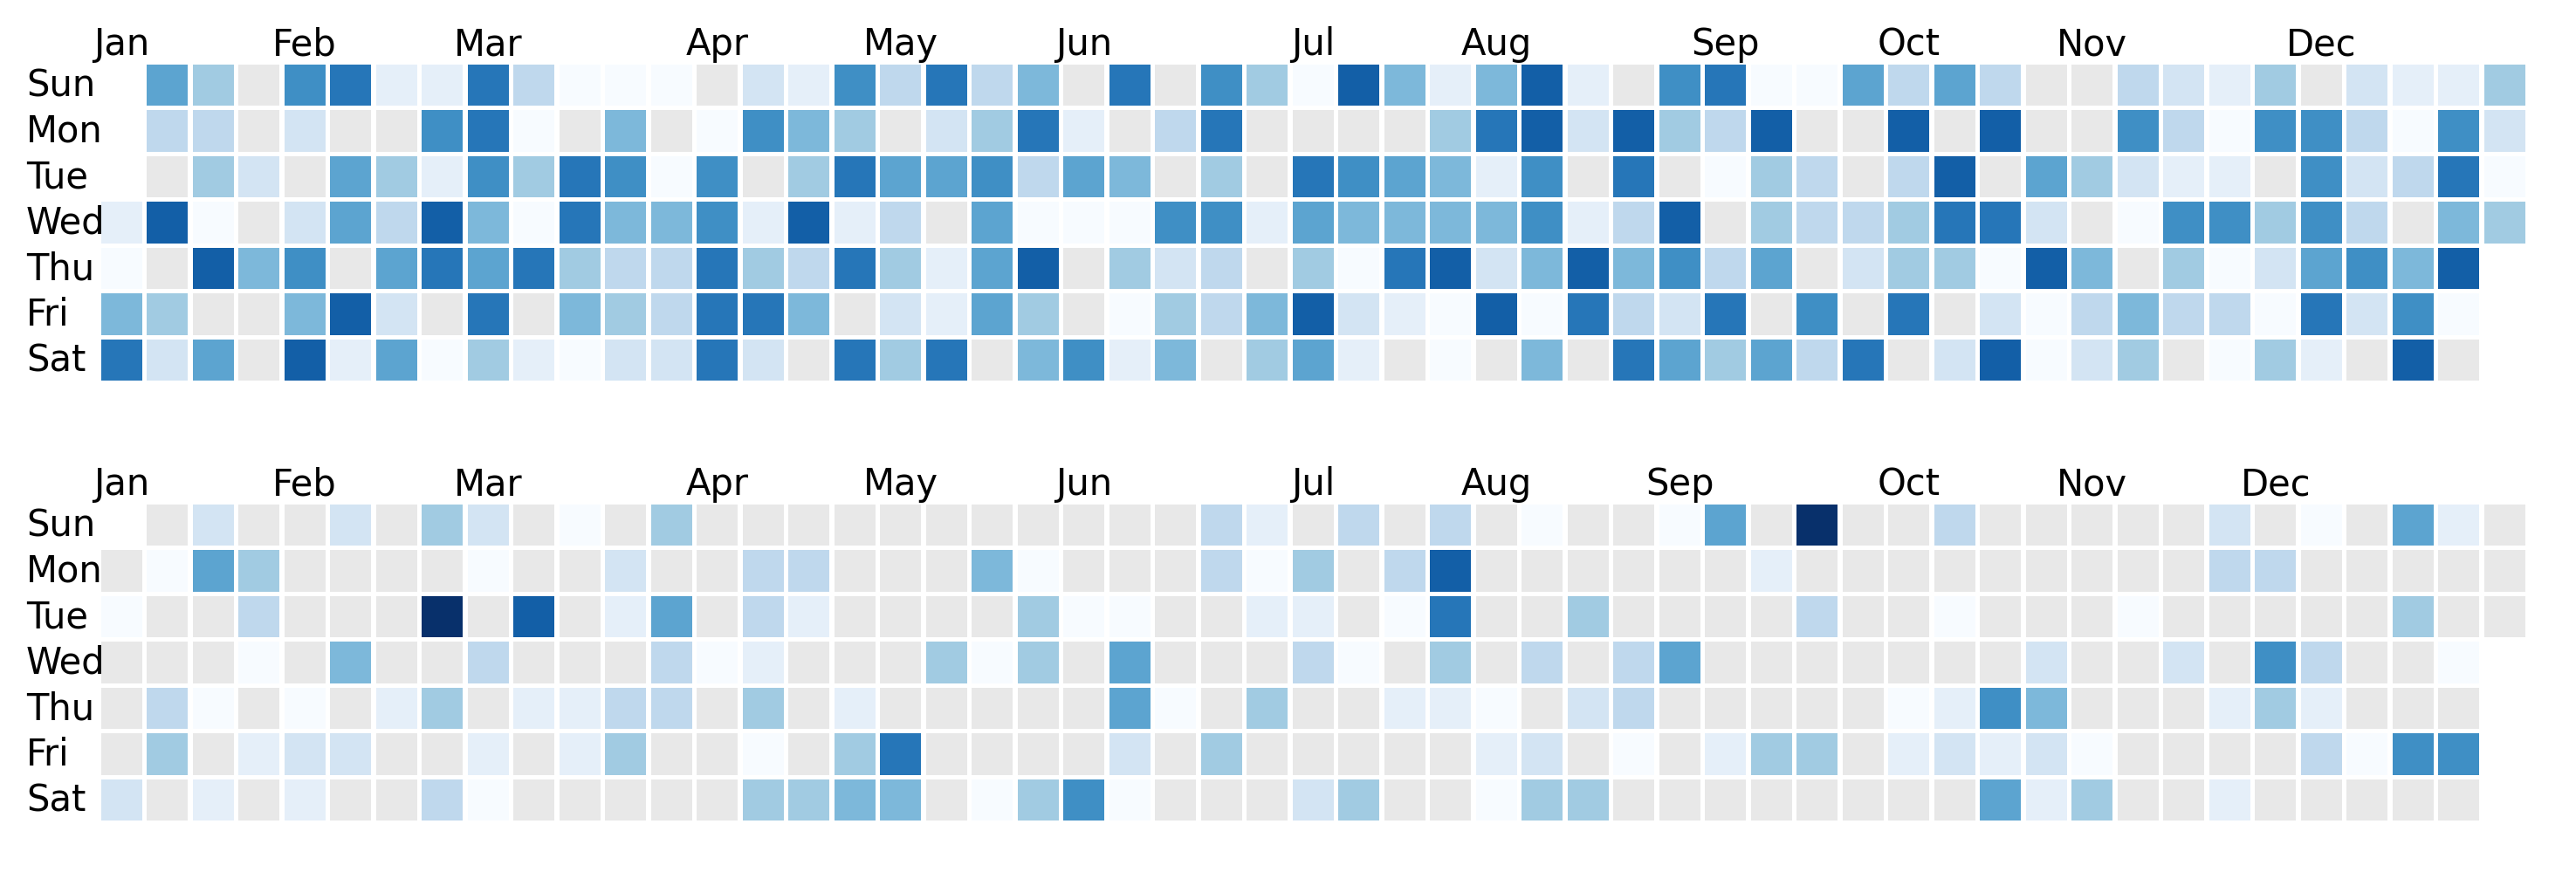 Jan Feb Mar Apr May Jun Jul Aug Sep Oct Nov Dec
Sun
Mon
Tue
Wed
Thu
Fri
Sat
Jan Feb Mar Apr May Jun Jul Aug Sep Oct Nov Dec
Sun
Mon
Tue
Wed
Thu
Fri
Sat